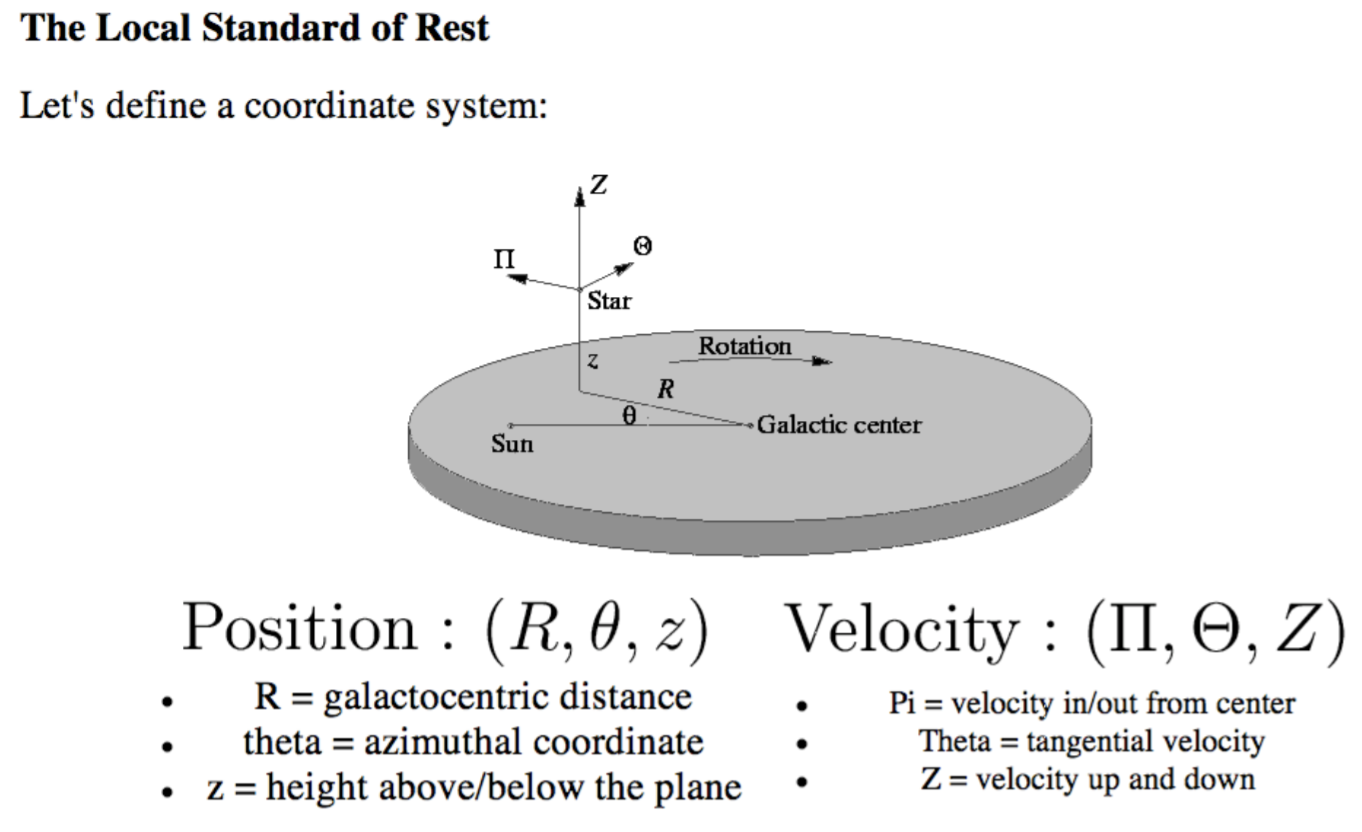 The Local Standard of Rest
Let's define a coordinate system:
Z
Π
Θ
Star
Rotation
z
R
θ
Galactic center
Sun
Position : (R, θ, z)
Velocity : (Π, Θ, Z)
• R = galactocentric distance
• theta = azimuthal coordinate
• z = height above/below the plane
• Pi = velocity in/out from center
• Theta = tangential velocity
• Z = velocity up and down